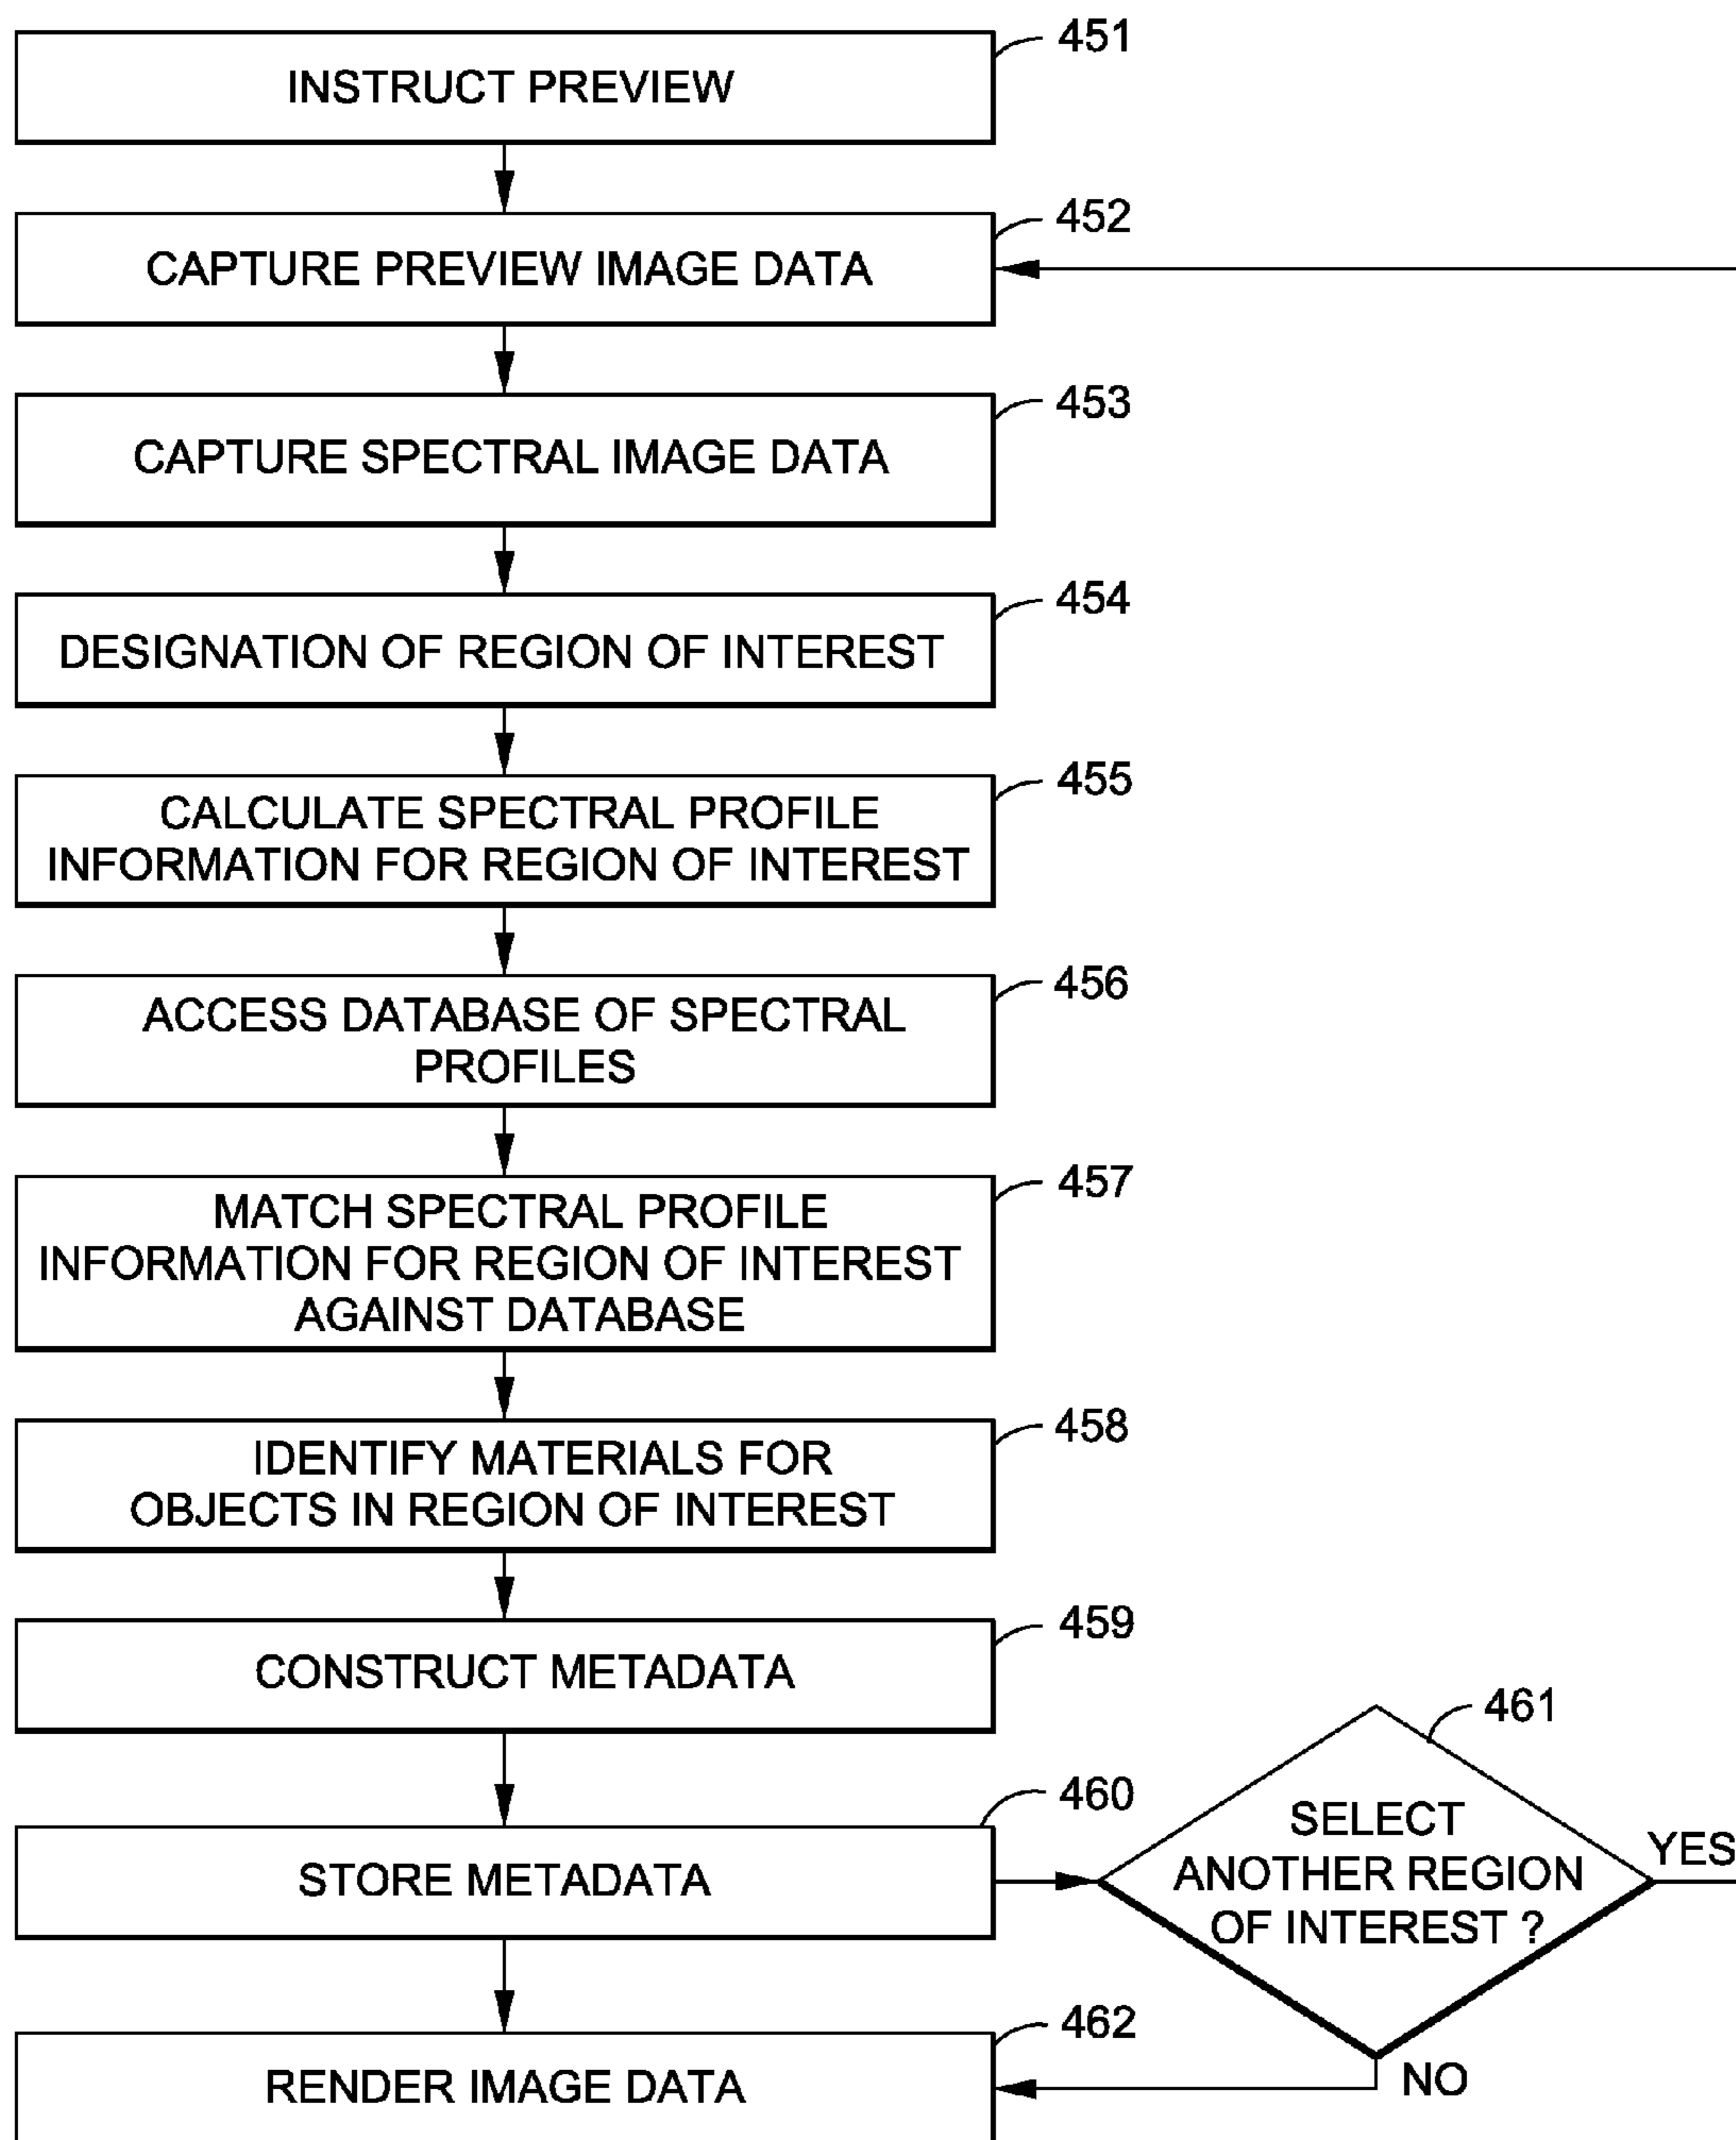 451
INSTRUCT PREVIEW
452
CAPTURE PREVIEW IMAGE DATA
453
CAPTURE SPECTRAL IMAGE DATA
454
DESIGNATION OF REGION OF INTEREST
455
CALCULATE SPECTRAL PROFILE
INFORMATION FOR REGION OF INTEREST
456
ACCESS DATABASE OF SPECTRAL
PROFILES
457
MATCH SPECTRAL PROFILE
INFORMATION FOR REGION OF INTEREST
AGAINST DATABASE
458
IDENTIFY MATERIALS FOR
OBJECTS IN REGION OF INTEREST
459
CONSTRUCT METADATA
460
STORE METADATA
461
SELECT
ANOTHER REGION
OF INTEREST ?
YES
NO
462
RENDER IMAGE DATA